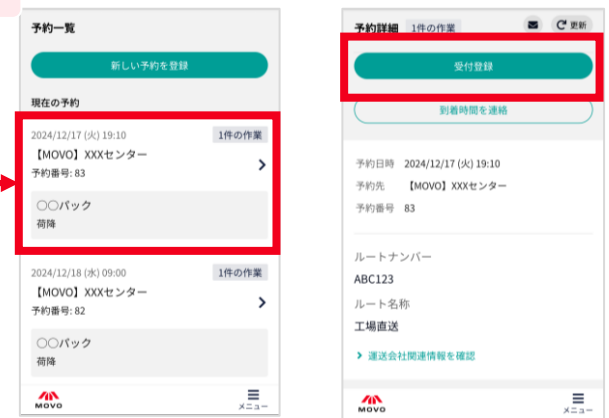 予約一覧
新しい予約を登録
現在の予約
2024/12/17 (火) 19:10 1件の作業
【MOVO】XXXセンター
予約番号: 83
〇〇パック
荷降
2024/12/18 (水) 09:00 1件の作業
【MOVO】XXXセンター
予約番号: 82
〇〇パック
荷降
MOVO メニュー
予約詳細 1件の作業 更新
受付登録
到着時間を連絡
予約日時 2024/12/17 (火) 19:10
予約先 【MOVO】XXXセンター
予約番号 83
ルートナンバー
ABC123
ルート名称
工場直送
運送会社関連情報を確認
MOVO メニュー